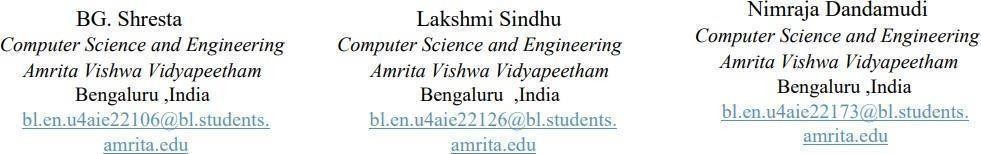 BG. Shresta
Computer Science and Engineering
Amrita Vishwa Vidyapeetham
Bengaluru ,India
bl.en.u4aie22106@bl.students.
amrita.edu
Lakshmi Sindhu
Computer Science and Engineering
Amrita Vishwa Vidyapeetham
Bengaluru ,India
bl.en.u4aie22126@bl.students.
amrita.edu
Nimraja Dandamudi
Computer Science and Engineering
Amrita Vishwa Vidyapeetham
Bengaluru ,India
bl.en.u4aie22173@bl.students.
amrita.edu